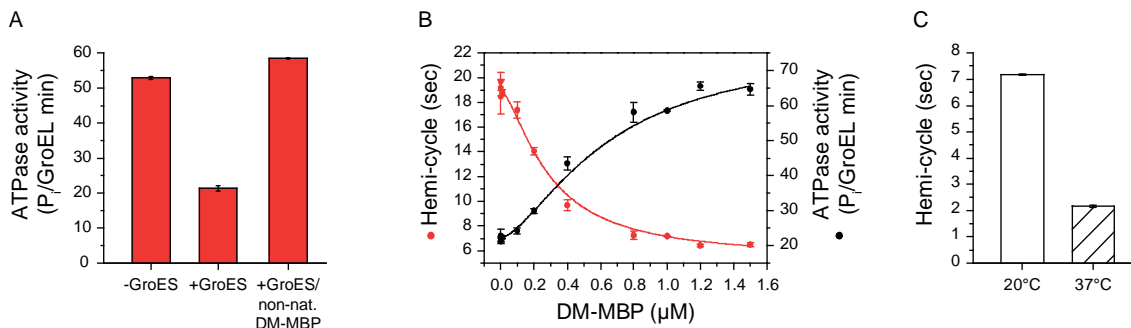 A
ATPase activity
(Pi/GroEL min)
60
50
40
30
20
10
0
-GroES
+GroES
+GroES/
non-nat.
DM-MBP
B
Hemi-cycle (sec)
22
20
18
16
14
12
10
8
6
0.0 0.2 0.4 0.6 0.8 1.0 1.2 1.4 1.6
DM-MBP (µM)
70
60
50
40
30
20
ATPase activity
(Pi/GroEL min)
C
Hemi-cycle (sec)
8
7
6
5
4
3
2
1
0
20°C
37°C